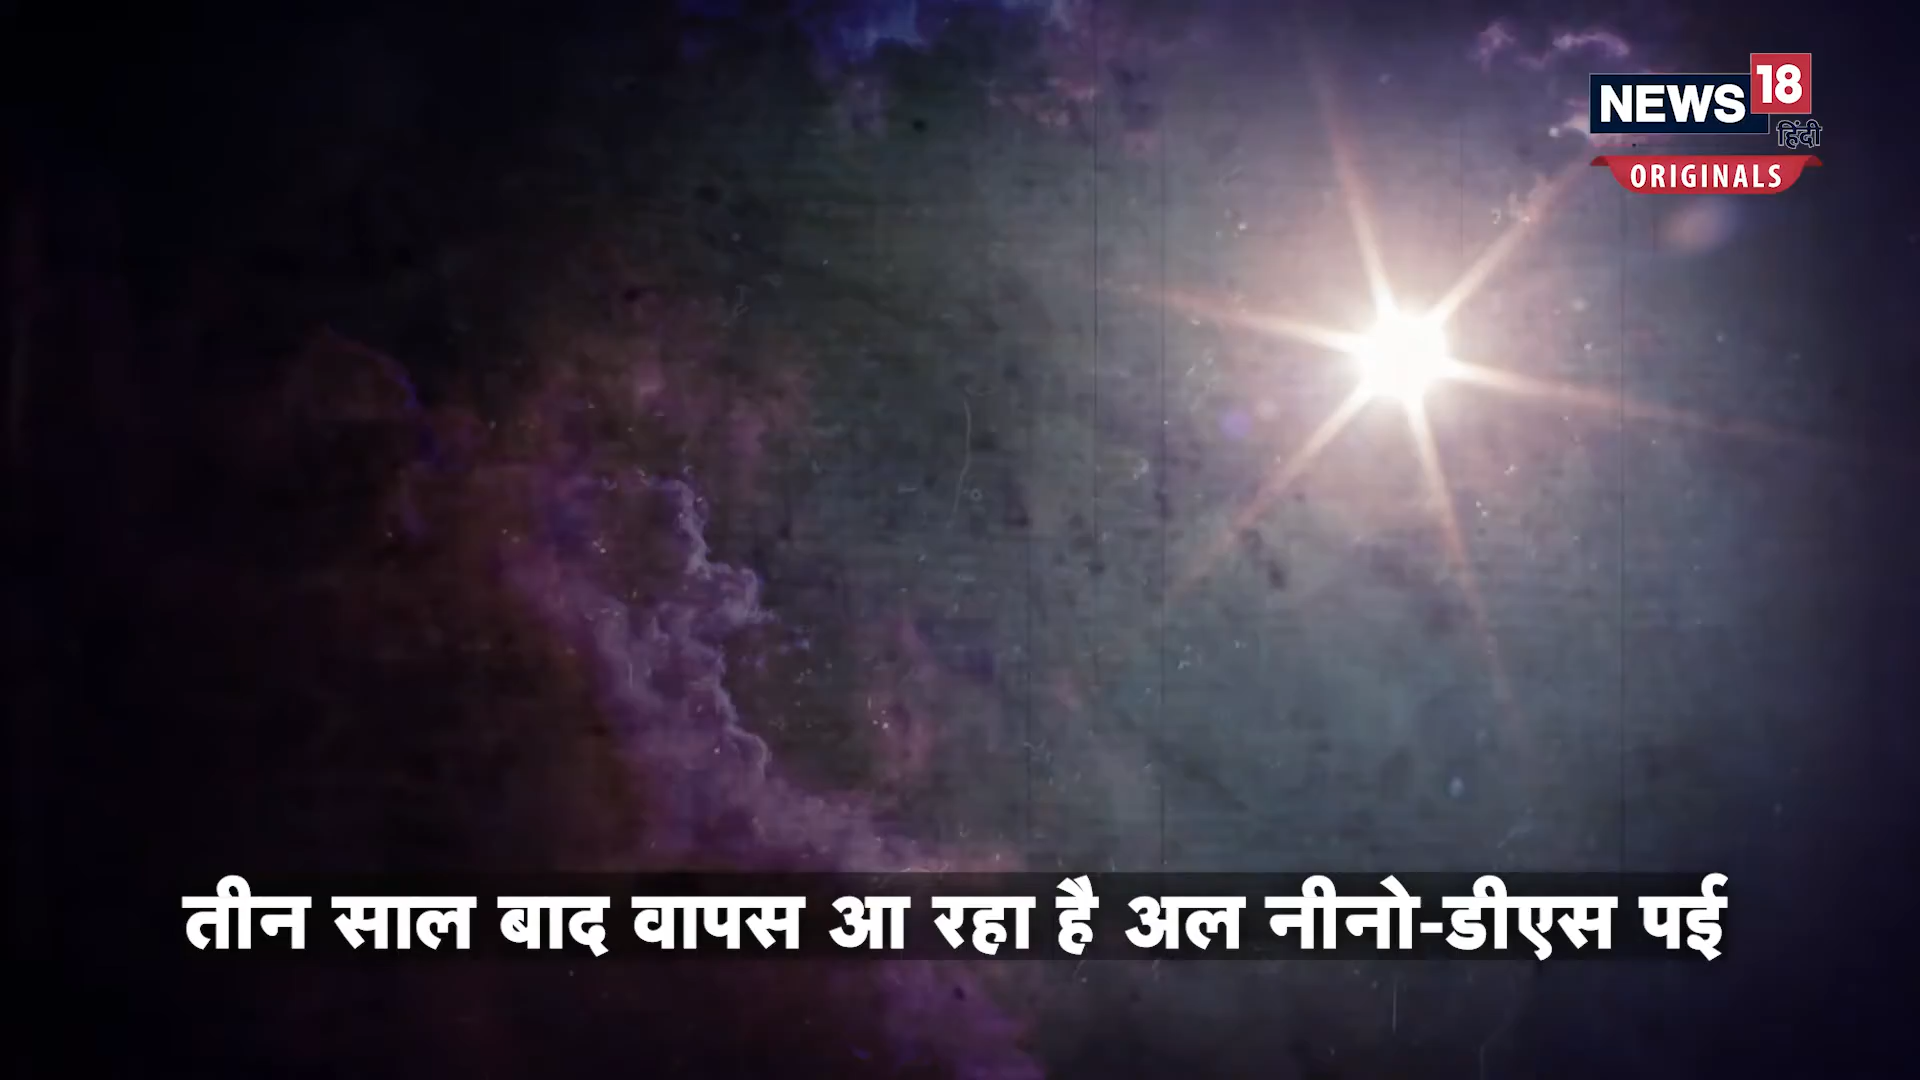 NEWS 18
हिंदी
ORIGINALS
तीन साल बाद वापस आ रहा है अल नीनो-डीएस पई